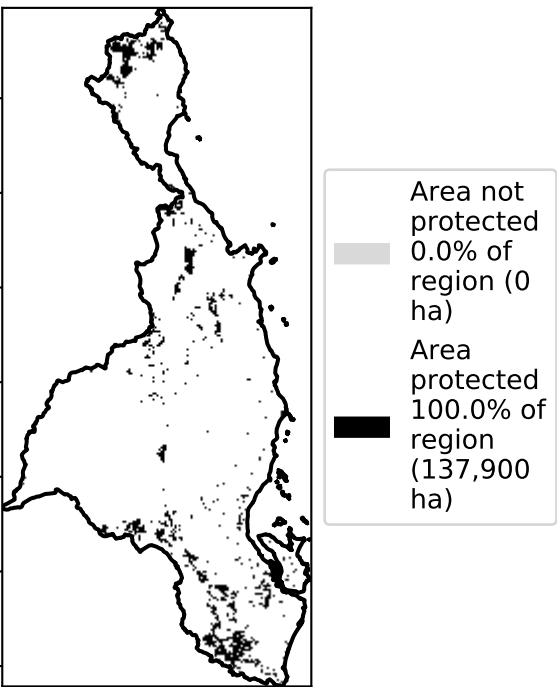 Area not
protected
0.0% of
region (0
ha)
Area
protected
100.0% of
region
(137,900
ha)